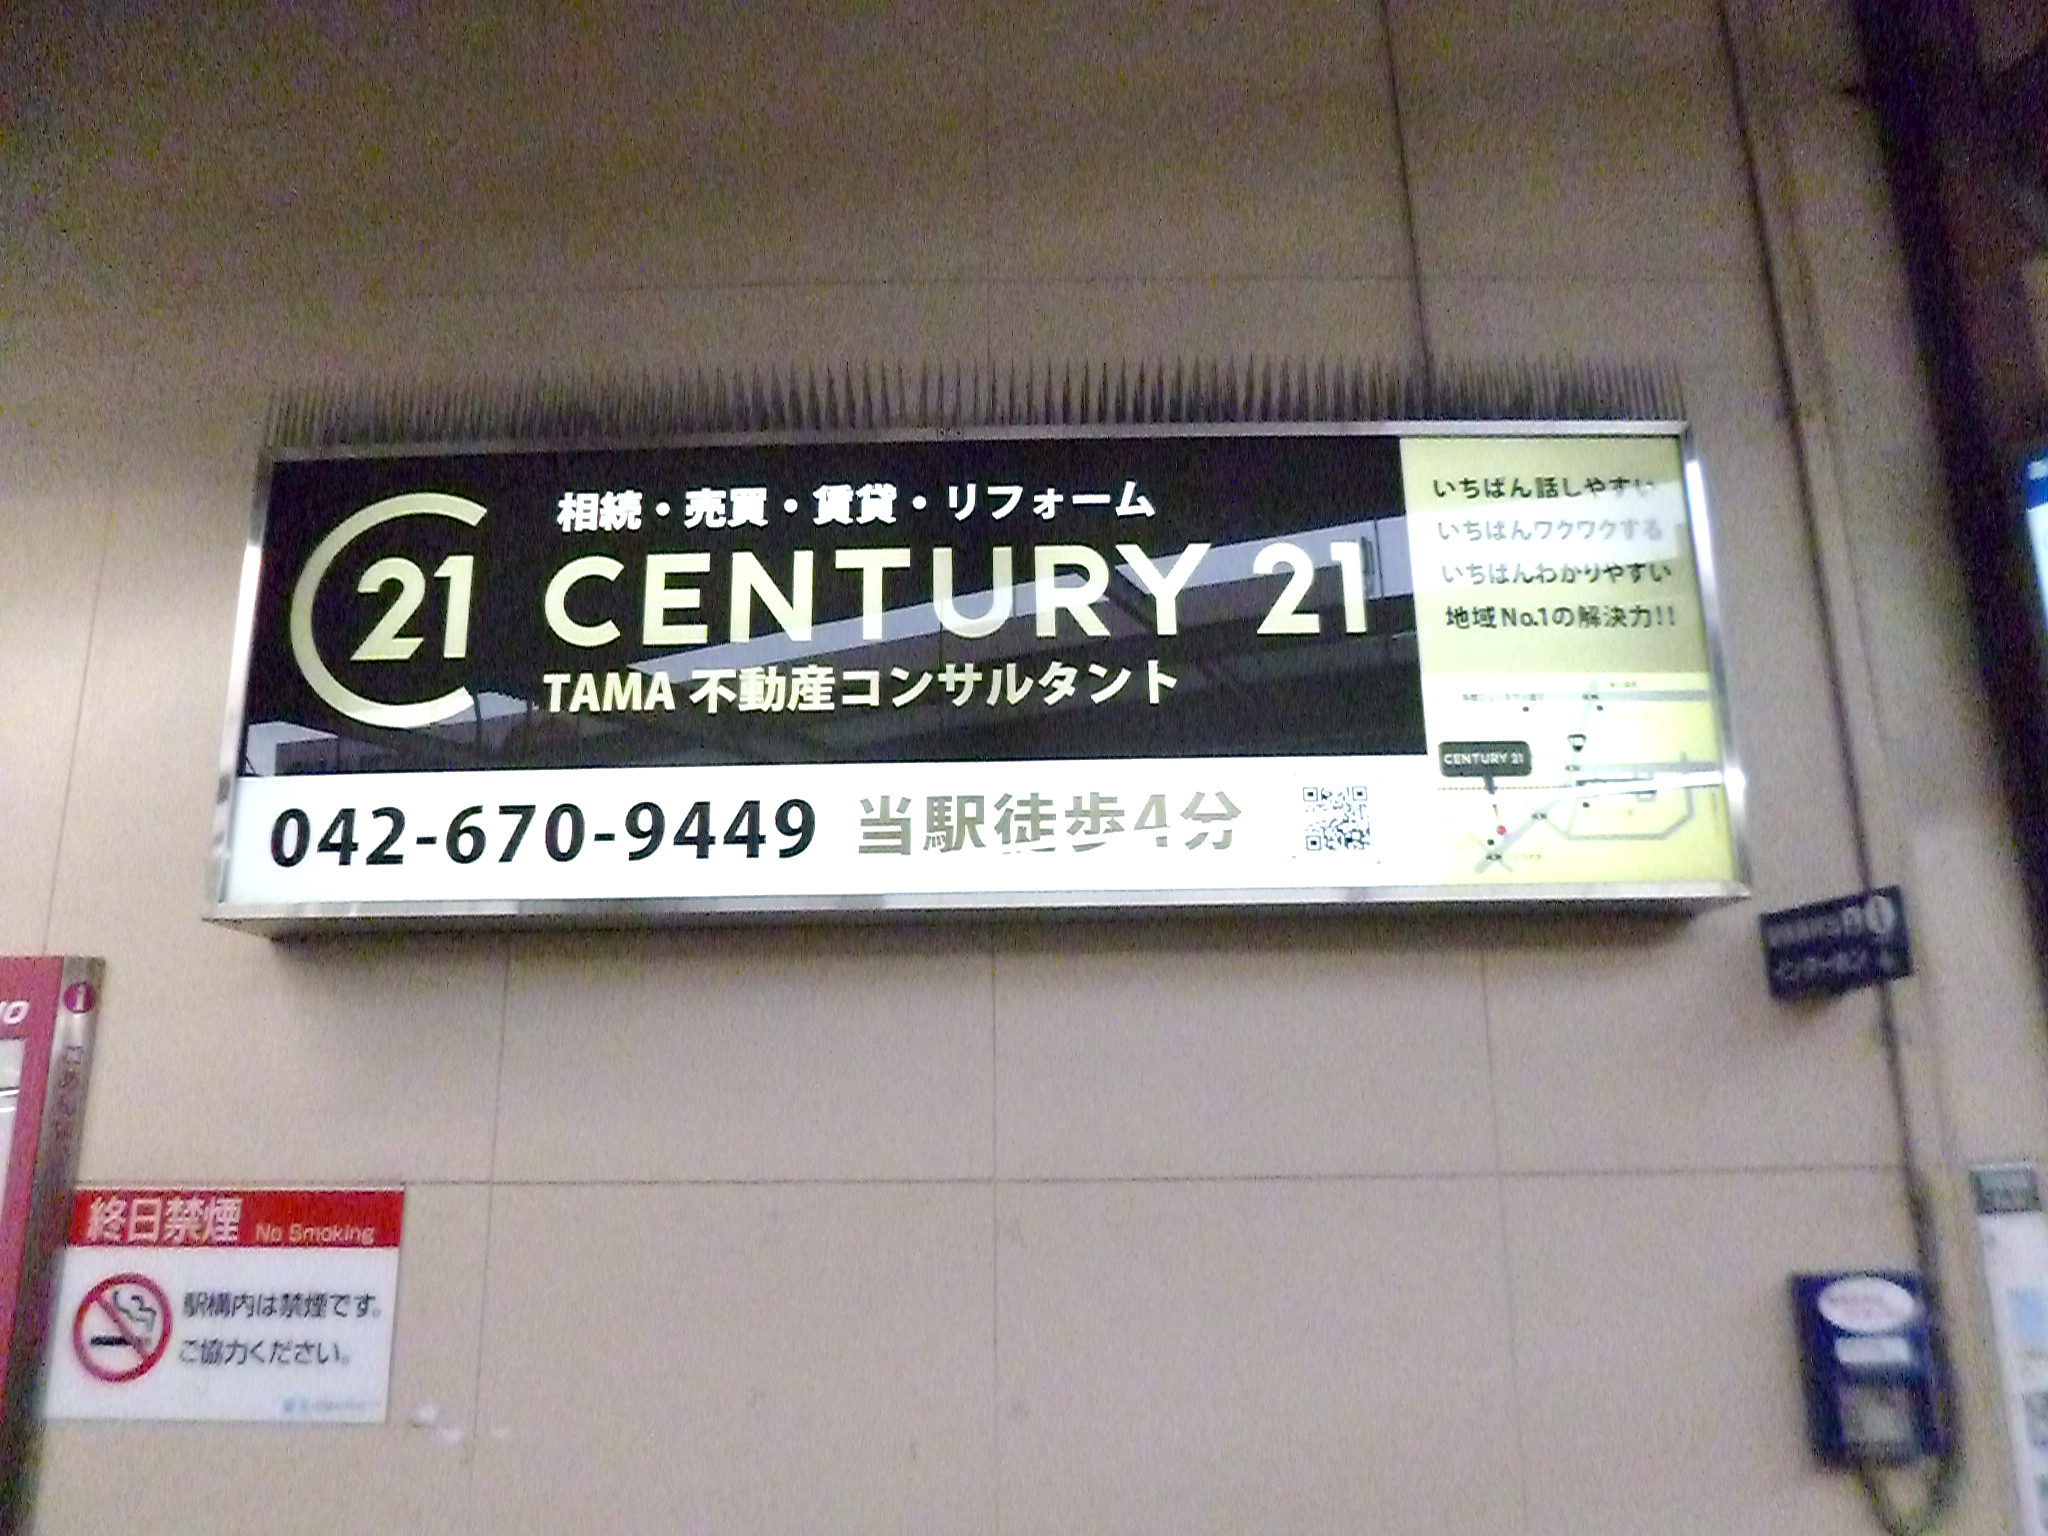 21
相続・売買・賃貸・リフォーム
CENTURY 21
TAMA 不動産コンサルタント
042-670-9449 当駅徒歩4分
いちばん話しやすい
いちばんワクワクする
いちばんわかりやすい
地域No.1の解決力!!
CENTURY 21
終日禁煙 No Smoking
駅構内は禁煙です。
ご協力ください。